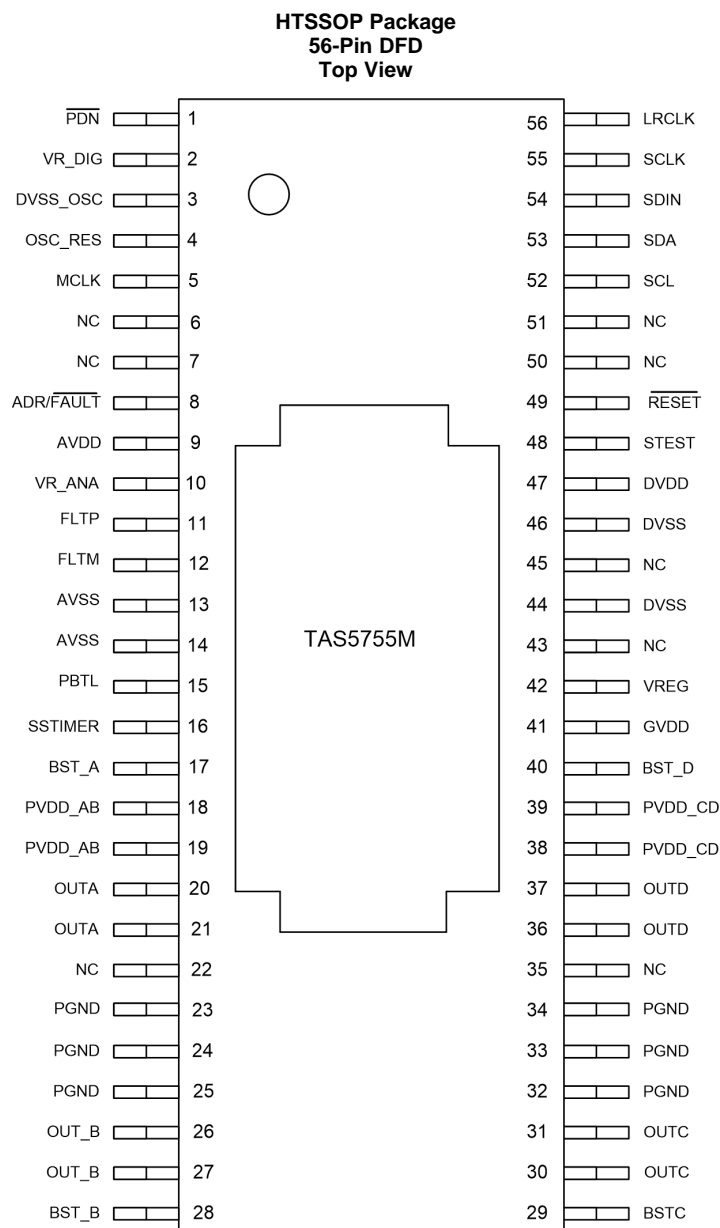 HTSSOP Package
56-Pin DFD
Top View
PDN 1 56 LRCLK
VR_DIG 2 55 SCLK
DVSS_OSC 3 54 SDIN
OSC_RES 4 53 SDA
MCLK 5 52 SCL
NC 6 51 NC
NC 7 50 NC
ADR/FAULT 8 49 RESET
AVDD 9 48 STEST
VR_ANA 10 47 DVDD
FLTP 11 46 DVSS
FLTM 12 45 NC
AVSS 13 44 DVSS
AVSS 14 TAS5755M 43 NC
PBTL 15 42 VREG
SSTIMER 16 41 GVDD
BST_A 17 40 BST_D
PVDD_AB 18 39 PVDD_CD
PVDD_AB 19 38 PVDD_CD
OUTA 20 37 OUTD
OUTA 21 36 OUTD
NC 22 35 NC
PGND 23 34 PGND
PGND 24 33 PGND
PGND 25 32 PGND
OUT_B 26 31 OUTC
OUT_B 27 30 OUTC
BST_B 28 29 BSTC